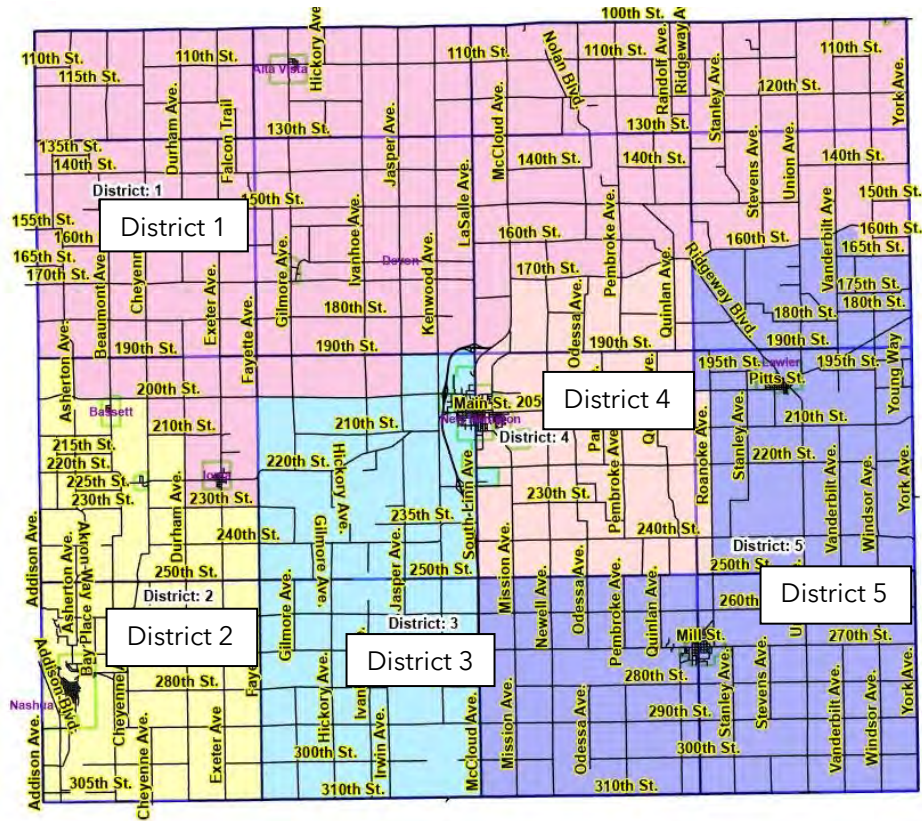 100th St.
Hickory Ave.
110th St.
110th St.
110th St.
110th St.
110th St.
115th St.
Alta Vista
Nolan Blvd.
Randolf Ave.
Ridgeway Av
Stanley Ave.
120th St.
York Ave.
Durham Ave.
Falcon Trail
130th St.
Jasper Ave.
McCloud Ave.
130th St.
135th St.
140th St.
140th St.
140th St.
140th St.
Stevens Ave.
Union Ave.
District: 1
District 1
150th St.
150th St.
155th St.
160th
160th St.
160th St.
160th St.
165th St.
165th St.
170th St.
170th St.
175th St.
180th St.
180th St.
180th St.
Beaumont Ave.
Cheyenn
Exeter Ave.
Fayette Ave.
Gilmore Ave.
Ivanhoe Ave.
Devon
Kenwood Ave.
LaSalle Ave.
Pembroke Ave.
Odessa Ave.
Quinlan Ave.
Ridgeway Blvd.
Vanderbilt Ave
190th St.
190th St.
190th St.
190th St.
195th St.
195th St.
Lawler
Pitts St.
Young Way
Asherton Ave.
200th St.
Bassett
210th St.
210th St.
210th St.
Main St.
205
District 4
District: 4
215th St.
220th St.
220th St.
220th St.
225th St.
230th St.
230th St.
230th St.
Hickory Ave.
235th St.
240th St.
240th St.
South Linn Ave.
Pembroke Ave.
Roanoke Ave.
Stanley Ave.
Vanderbilt Ave.
Windsor Ave.
York Ave.
Addison Ave.
Asherton Ave.
Akron Way
Bay Place
Durham Ave.
250th St.
250th St.
250th St.
Gilmore Ave.
Jasper Ave.
Mission Ave.
Odessa Ave.
District: 5
District 5
District: 2
District 2
District: 3
District 3
260th
270th St.
Gilmore Ave.
Newell Ave.
Odessa Ave.
Pembroke Ave.
Quinlan Ave.
Mill St.
Addison Blvd.
Nashua
280th St.
280th St.
290th St.
300th St.
300th St.
305th St.
310th St.
310th St.
Addison Ave.
Cheyenne
Cheyenne Ave.
Exeter Ave
Hickory Ave.
Irwin Ave.
McCloud Ave.
Mission Ave.
Odessa Ave.
Stanley Ave.
Stevens Ave.
Vanderbilt Ave.
Windsor Ave.
York Ave.